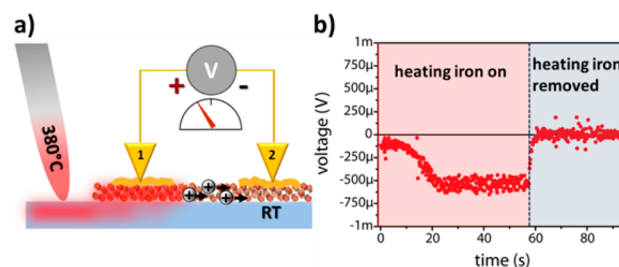 a)
V
+
-
380°C
1
2
+
+
+
RT
b)
1m
750µ
500µ
250µ
0
-250µ
-500µ
-750µ
-1m
voltage (V)
heating iron on
heating iron
removed
0
20
40
60
80
time (s)